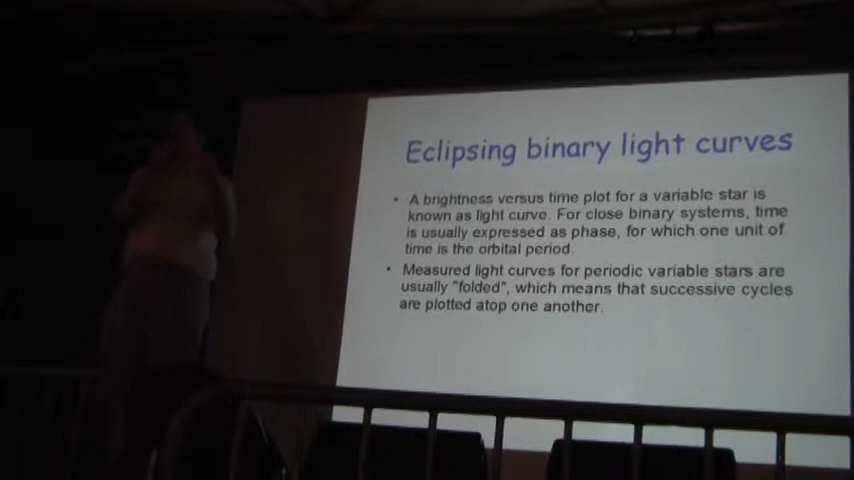 Eclipsing binary light curves
• A brightness versus time plot for a variable star is
known as light curve. For close binary systems, time
is usually expressed as phase, for which one unit of
time is the orbital period.
• Measured light curves for periodic variable stars are
usually "folded", which means that successive cycles
are plotted atop one another.